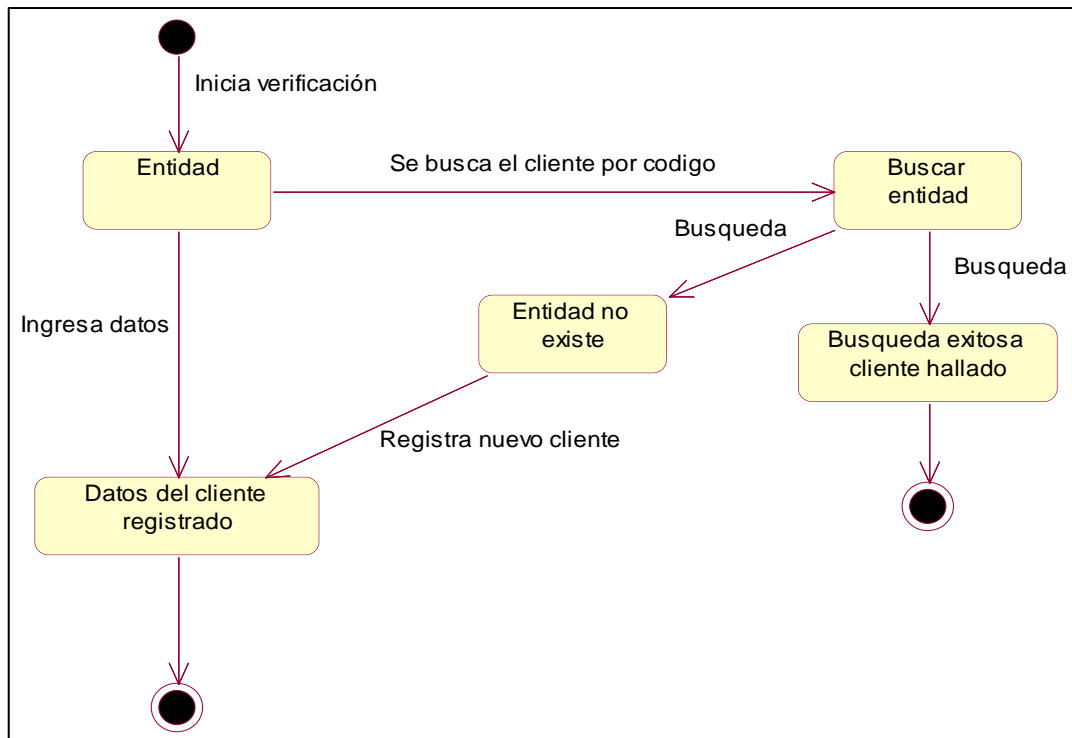 Inicia verificación
Entidad
Se busca el cliente por codigo
Buscar
entidad
Busqueda
Busqueda
Ingresa datos
Entidad no
existe
Busqueda exitosa
cliente hallado
Registra nuevo cliente
Datos del cliente
registrado